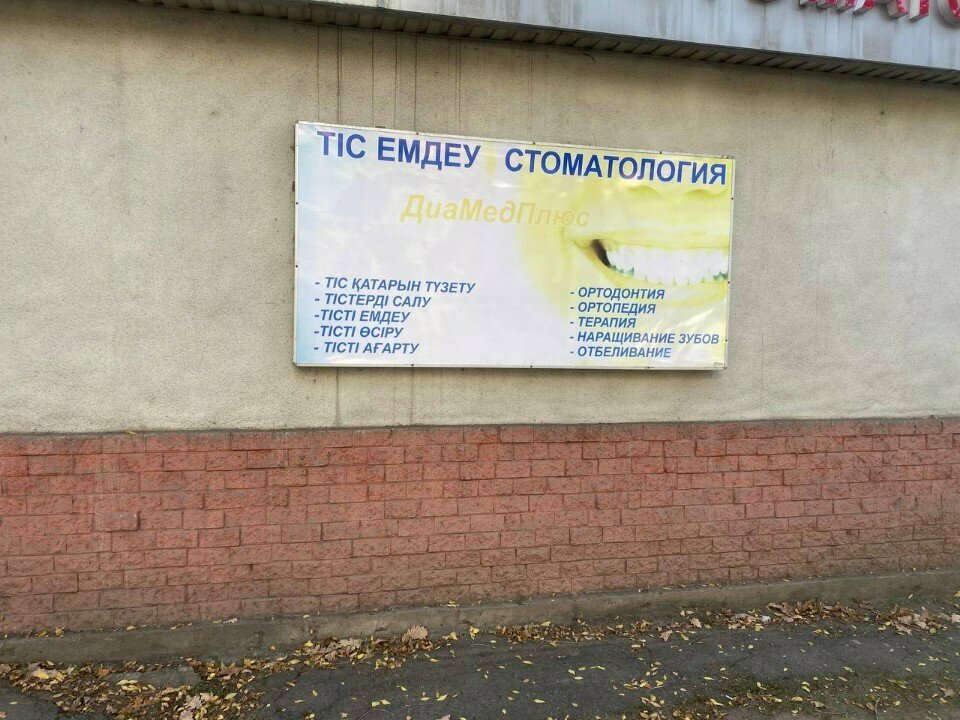 ТІС ЕМДЕУ СТОМАТОЛОГИЯ
ДиаМедПлюс
- ТІС ҚАТАРЫН ТҮЗЕТУ
- ТІСТЕРДІ САЛУ
-ТІСТІ ЕМДЕУ
-ТІСТІ ӨСІРУ
- ТІСТІ АҒАРТУ
- ОРТОДОНТИЯ
- ОРТОПЕДИЯ
- ТЕРАПИЯ
- НАРАЩИВАНИЕ ЗУБОВ
- ОТБЕЛИВАНИЕ